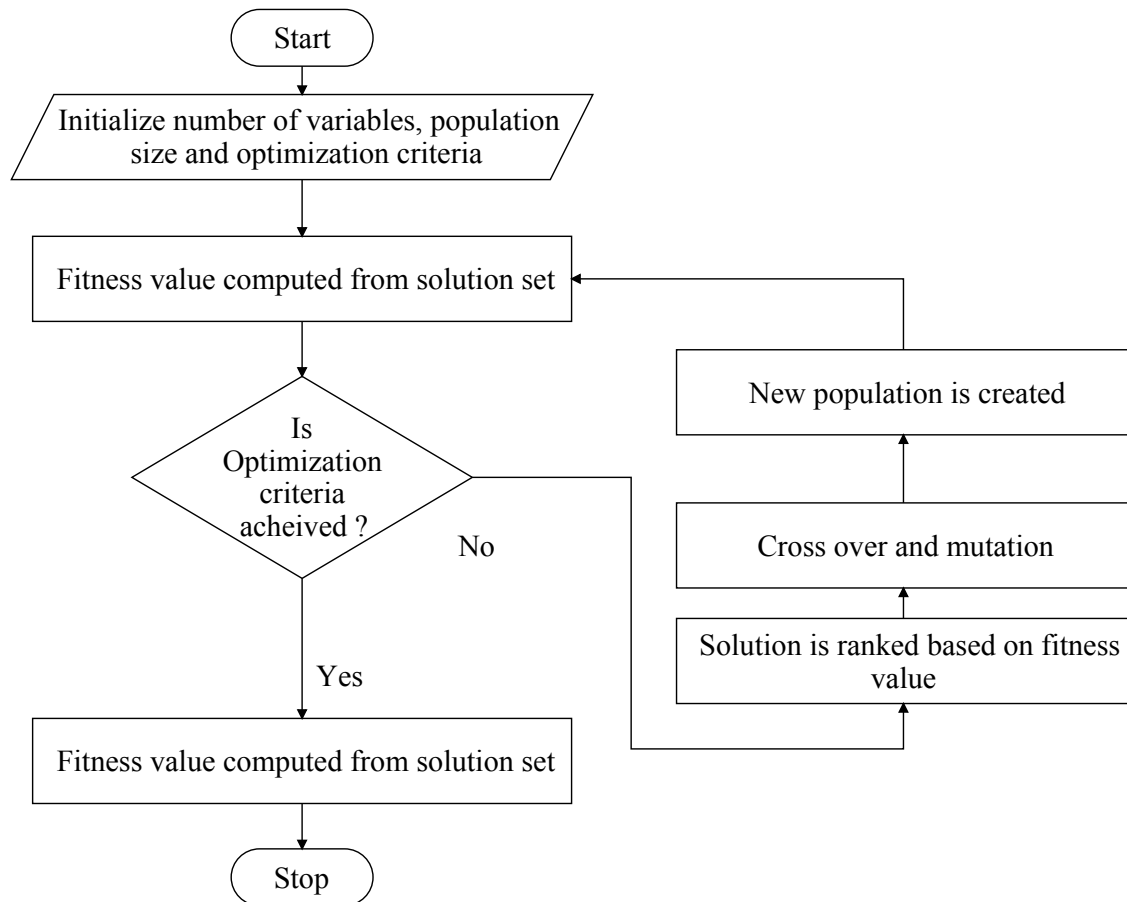 Start
Initialize number of variables, population
size and optimization criteria
Fitness value computed from solution set
Is
Optimization
criteria
acheived ?
No
Yes
Fitness value computed from solution set
Stop
New population is created
Cross over and mutation
Solution is ranked based on fitness
value